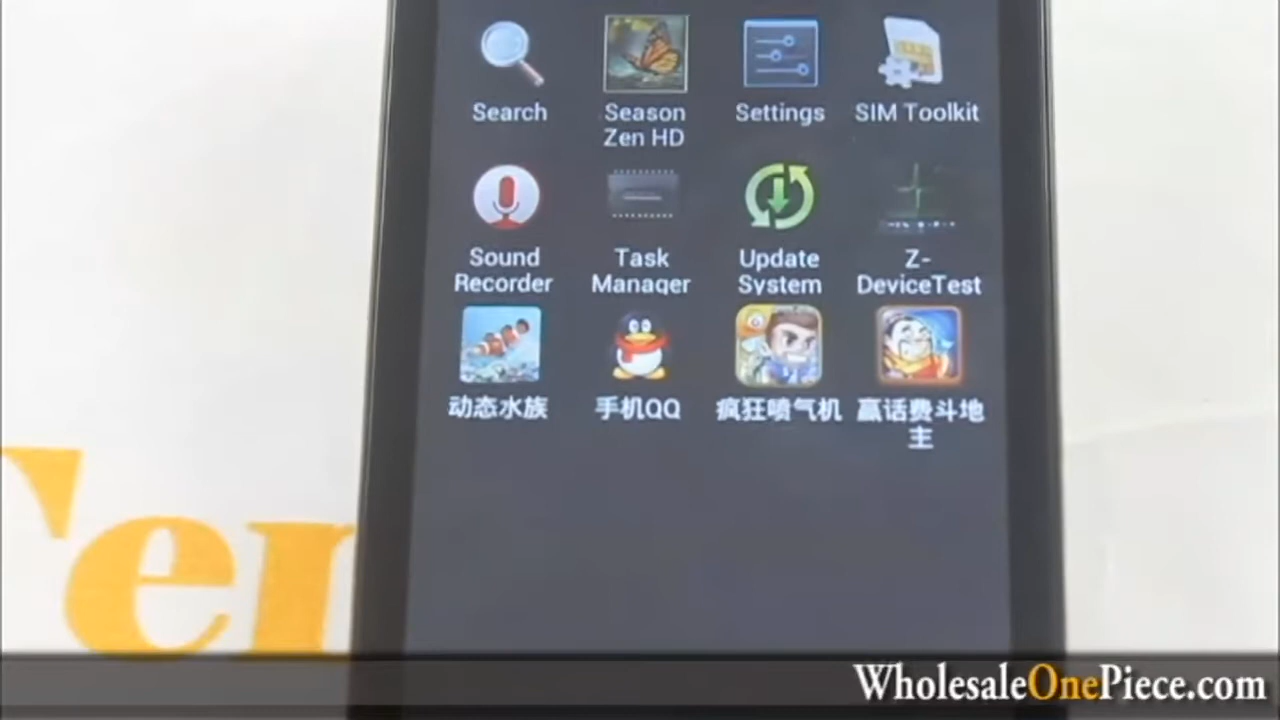 Search
Season
Zen HD
Settings
SIM Toolkit
Sound
Recorder
Task
Manager
Update
System
Z-
DeviceTest
动态水族
手机QQ
疯狂喷气机
赢话费斗地
主
Ten
WholesaleOnePiece.com